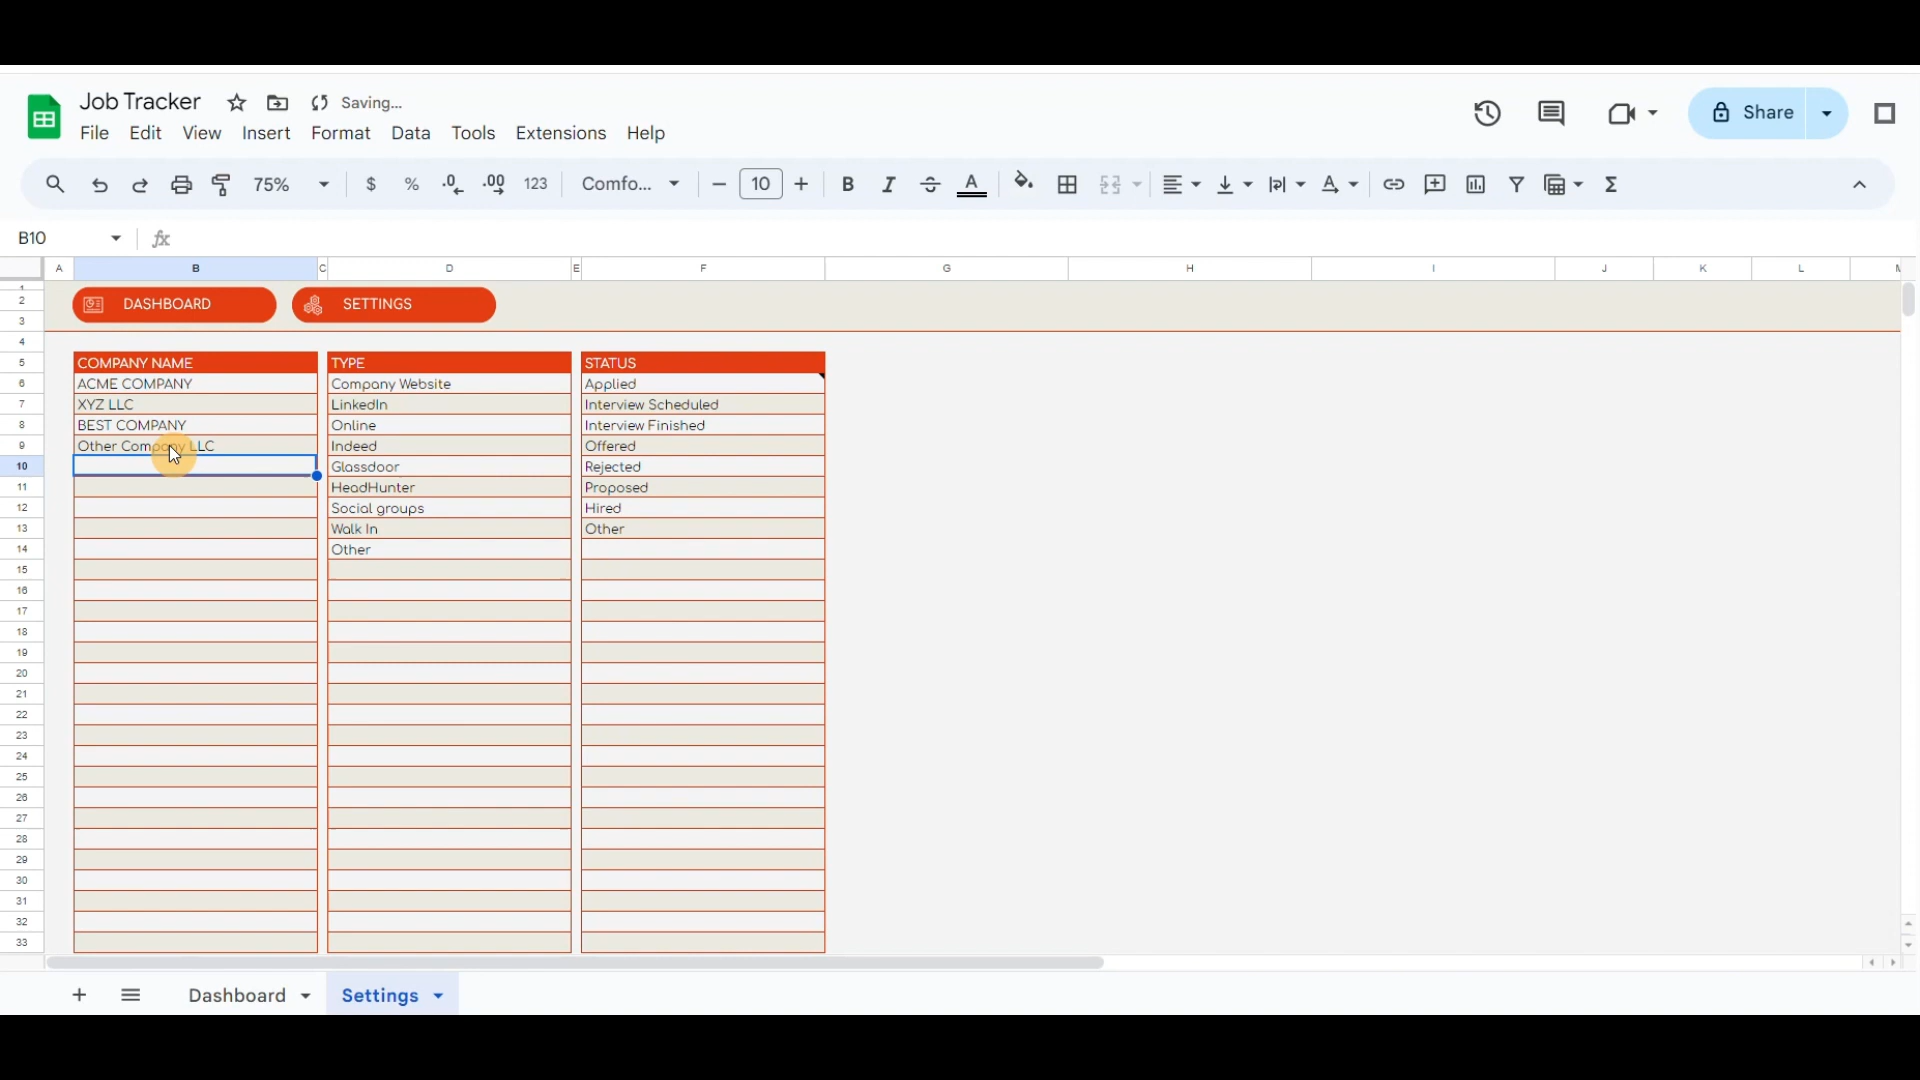 Job Tracker Saving...
File Edit View Insert Format Data Tools Extensions Help
Share
75% $ % .0 .00 123 Comfo... 10 B I S A Σ
B10 fx
A B C D E F G H I J K L
DASHBOARD SETTINGS
COMPANY NAME TYPE STATUS
ACME COMPANY Company Website Applied
XYZ LLC LinkedIn Interview Scheduled
BEST COMPANY Online Interview Finished
Other Company LLC Indeed Offered
Glassdoor Rejected
HeadHunter Proposed
Social groups Hired
Walk In Other
Other
1
2
3
4
5
6
7
8
9
10
11
12
13
14
15
16
17
18
19
20
21
22
23
24
25
26
27
28
29
30
31
32
33
Dashboard Settings